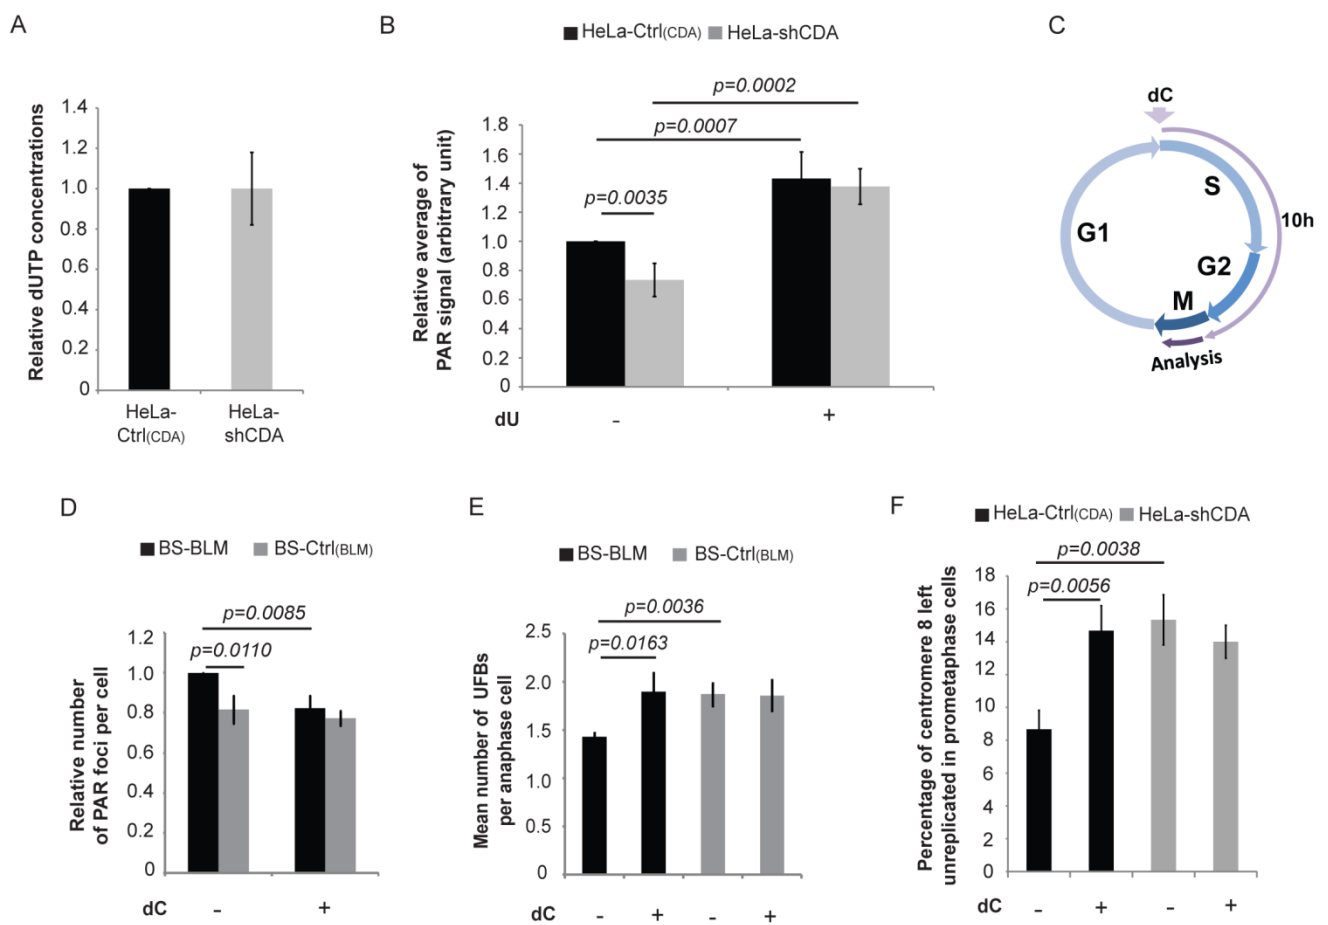 A
Relative dUTP concentrations
1.4
1.2
1.0
0.8
0.6
0.4
0.2
0
HeLa-
Ctrl(CDA)
HeLa-
shCDA
B
HeLa-Ctrl(CDA) HeLa-shCDA
p=0.0002
p=0.0007
p=0.0035
Relative average of
PAR signal (arbitrary unit)
1.8
1.6
1.4
1.2
1.0
0.8
0.6
0.4
0.2
0
dU - +
C
dC
S
10h
G1
G2
M
Analysis
D
BS-BLM BS-Ctrl(BLM)
p=0.0085
p=0.0110
Relative number
of PAR foci per cell
1.2
1.0
0.8
0.6
0.4
0.2
0
dC - +
E
BS-BLM BS-Ctrl(BLM)
p=0.0036
p=0.0163
Mean number of UFBs
per anaphase cell
2.5
2.0
1.5
1.0
0.5
0
dC - + - +
F
HeLa-Ctrl(CDA) HeLa-shCDA
p=0.0038
p=0.0056
Percentage of centromere 8 left
unreplicated in prometaphase cells
18
16
14
12
10
8
6
4
2
0
dC - + - +